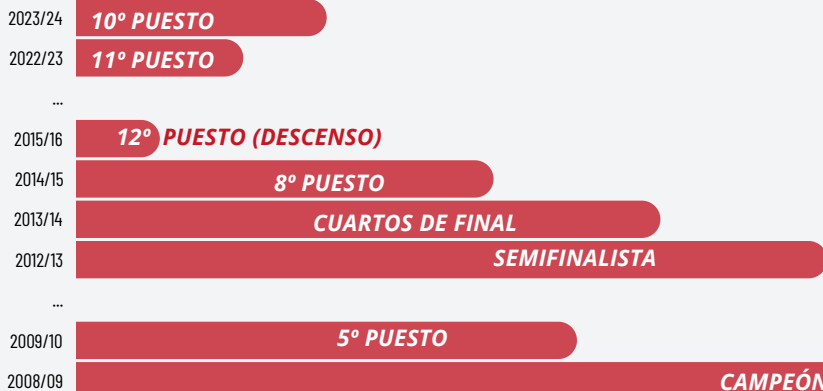 2023/24 10º PUESTO
2022/23 11º PUESTO
...
2015/16 12º PUESTO (DESCENSO)
2014/15 8º PUESTO
2013/14 CUARTOS DE FINAL
2012/13 SEMIFINALISTA
...
2009/10 5º PUESTO
2008/09 CAMPEÓN